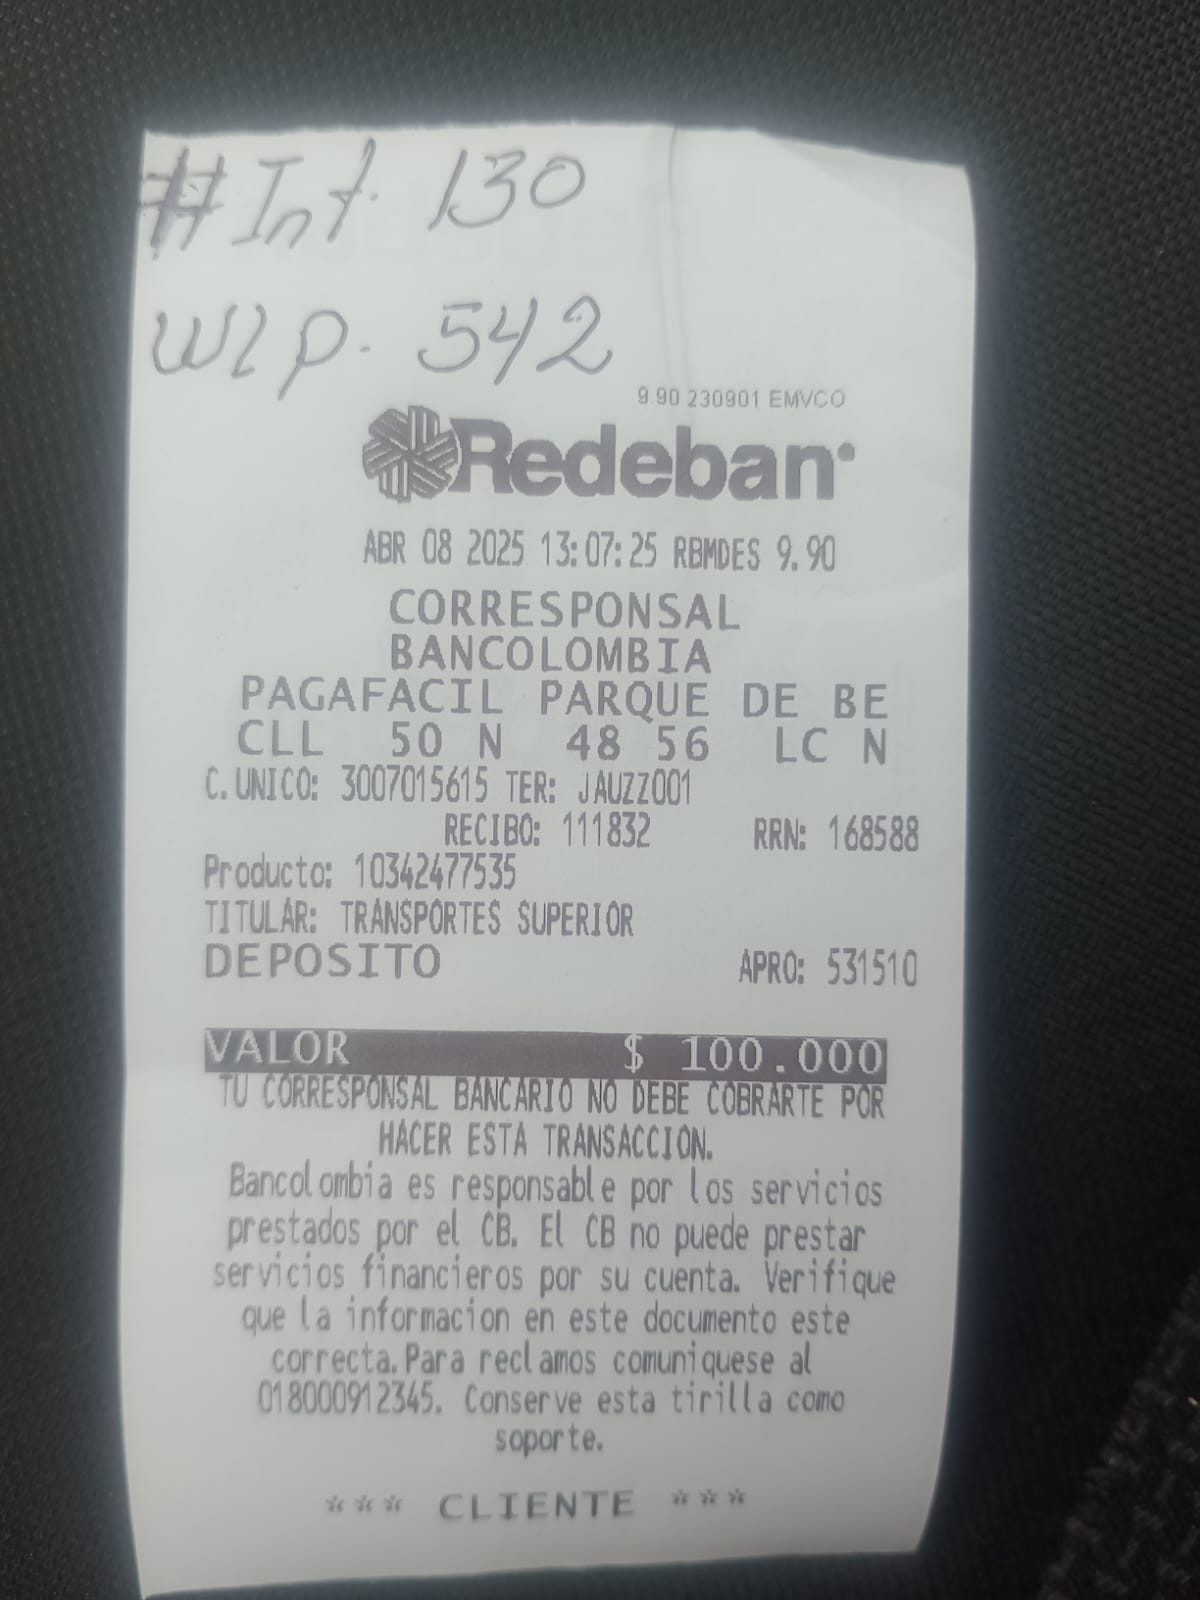 #Int. 130
Wlp. 542
9.90 230901 EMVCO
Redeban
ABR 08 2025 13:07:25 RBMDES 9.90
CORRESPONSAL
BANCOLOMBIA
PAGAFACIL PARQUE DE BE
CLL 50 N 48 56 LC N
C.UNICO: 3007015615 TER: JAUZZ001
RECIBO: 111832 RRN: 168588
Producto: 10342477535
TITULAR: TRANSPORTES SUPERIOR
DEPOSITO APRO: 531510
VALOR $ 100.000
TU CORRESPONSAL BANCARIO NO DEBE COBRARTE POR
HACER ESTA TRANSACCION.
Bancolombia es responsable por los servicios
prestados por el CB. El CB no puede prestar
servicios financieros por su cuenta. Verifique
que la informacion en este documento este
correcta.Para reclamos comuniquese al
018000912345. Conserve esta tirilla como
soporte.
*** CLIENTE ***